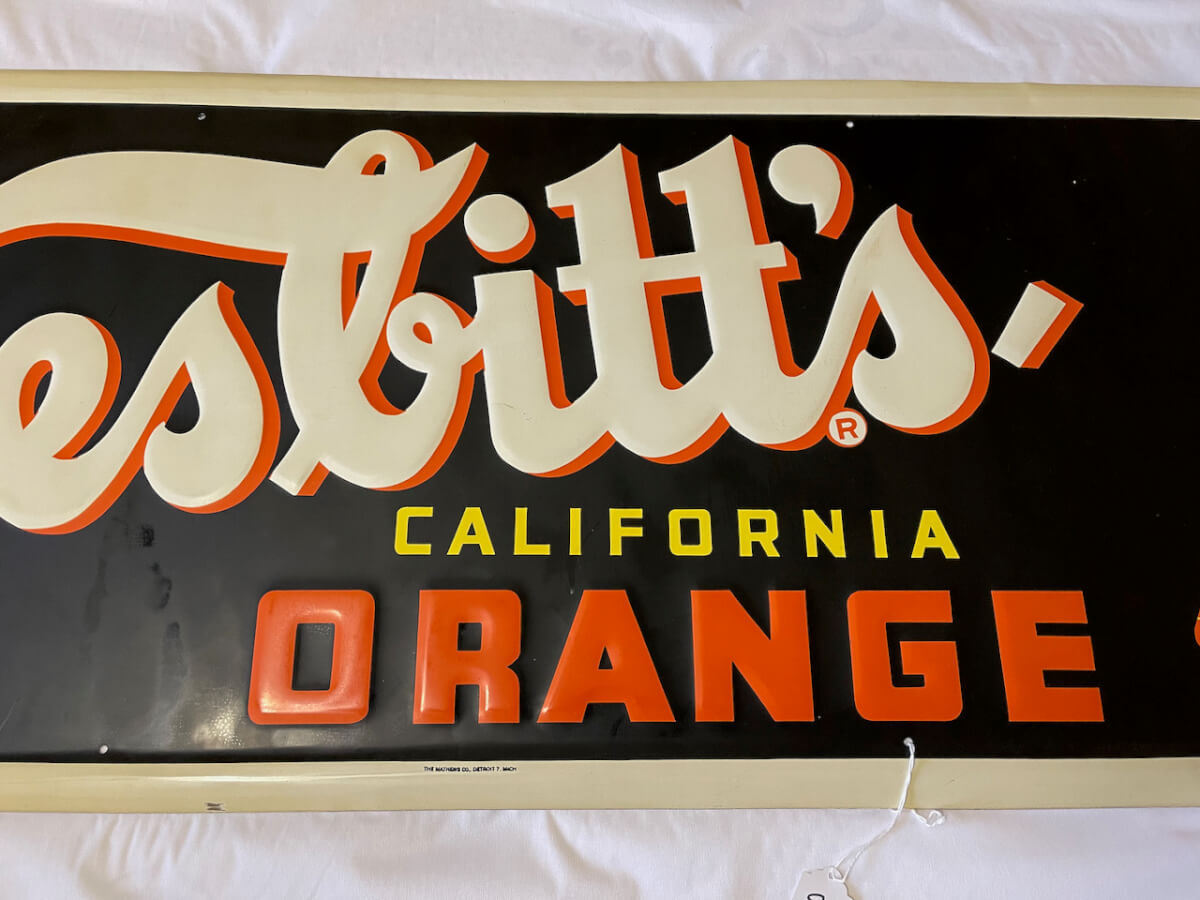 esbitt's®
CALIFORNIA
ORANGE
THE MATHEWS CO., DETROIT 7, MICH